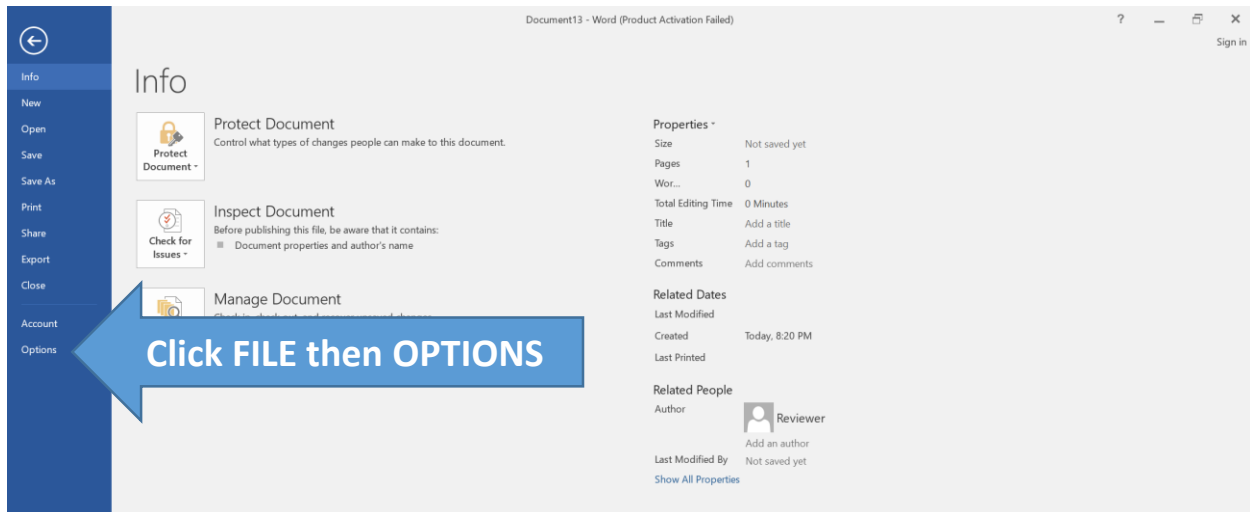 Document13 - Word (Product Activation Failed)
?
Sign in
Info
New
Open
Save
Save As
Print
Share
Export
Close
Account
Options
Info
Protect Document
Protect Document
Control what types of changes people can make to this document.
Check for Issues
Inspect Document
Before publishing this file, be aware that it contains:
Document properties and author's name
Manage Document
Click FILE then OPTIONS
Properties
Size Not saved yet
Pages 1
Wor... 0
Total Editing Time 0 Minutes
Title Add a title
Tags Add a tag
Comments Add comments
Related Dates
Last Modified
Created Today, 8:20 PM
Last Printed
Related People
Author Reviewer
Add an author
Last Modified By Not saved yet
Show All Properties